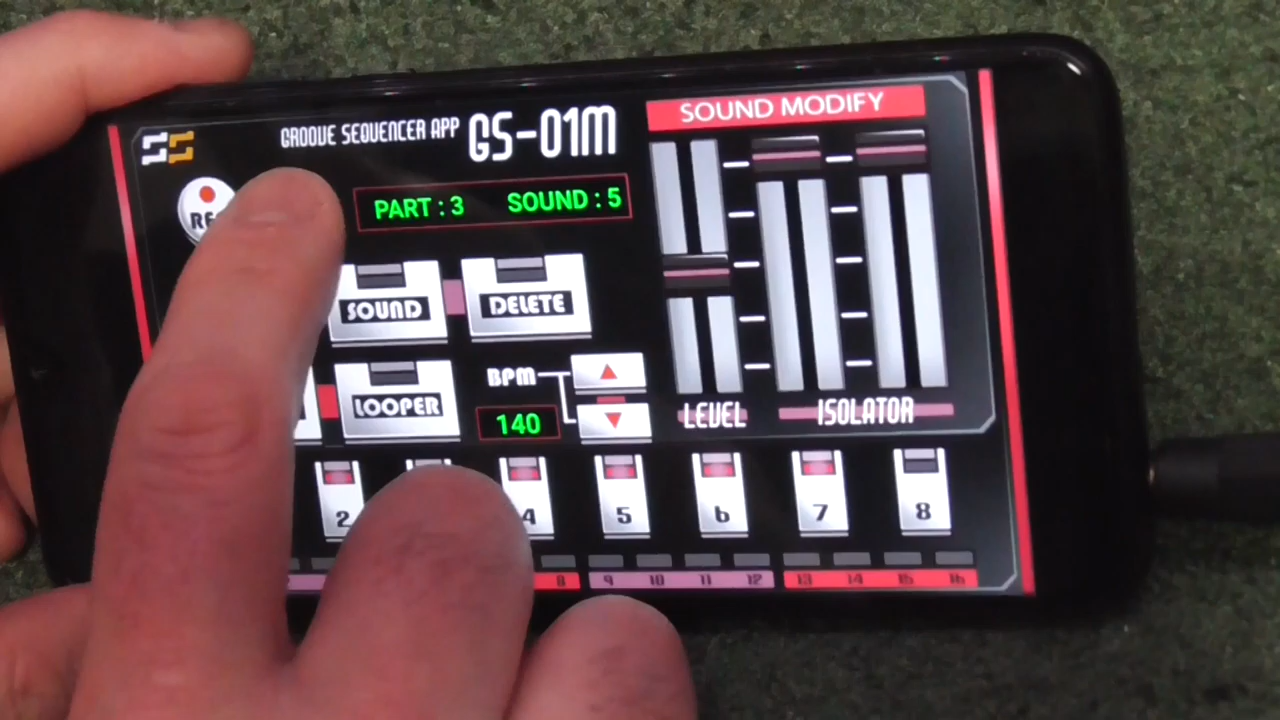 GROOVE SEQUENCER APP GS-01M
SOUND MODIFY
PART : 3 SOUND : 5
SOUND DELETE
LOOPER
BPM
140
LEVEL ISOLATOR
2 4 5 6 7 8
8 9 10 11 12 13 14 15 16